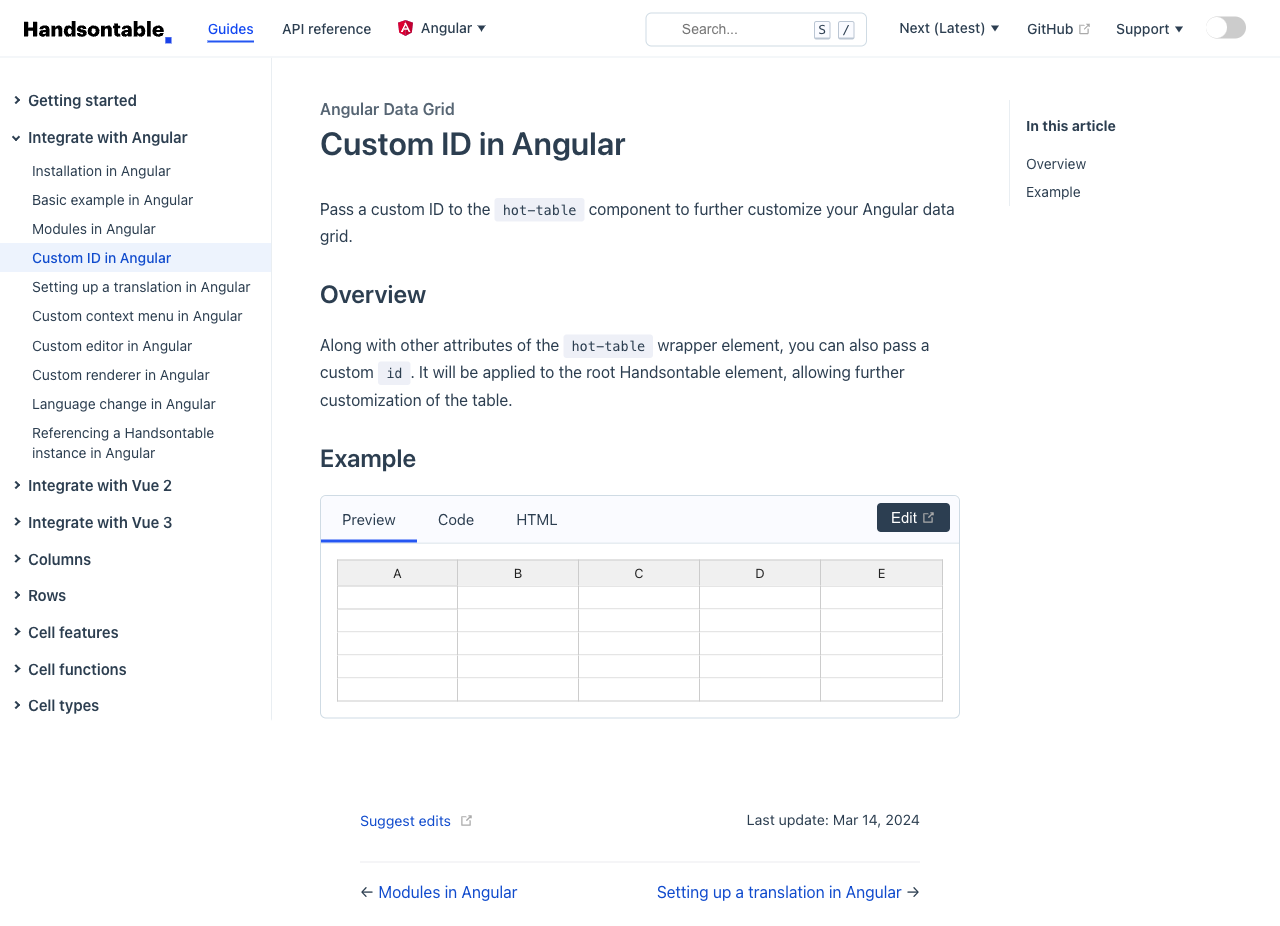 Handsontable
Guides
API reference
Angular
Search...
S
/
Next (Latest)
GitHub
Support
Getting started
Integrate with Angular
Installation in Angular
Basic example in Angular
Modules in Angular
Custom ID in Angular
Setting up a translation in Angular
Custom context menu in Angular
Custom editor in Angular
Custom renderer in Angular
Language change in Angular
Referencing a Handsontable
instance in Angular
Integrate with Vue 2
Integrate with Vue 3
Columns
Rows
Cell features
Cell functions
Cell types
Angular Data Grid
Custom ID in Angular
Pass a custom ID to the hot-table component to further customize your Angular data
grid.
Overview
Along with other attributes of the hot-table wrapper element, you can also pass a
custom id. It will be applied to the root Handsontable element, allowing further
customization of the table.
Example
Preview
Code
HTML
Edit
A
B
C
D
E
Suggest edits
Last update: Mar 14, 2024
← Modules in Angular
Setting up a translation in Angular →
In this article
Overview
Example